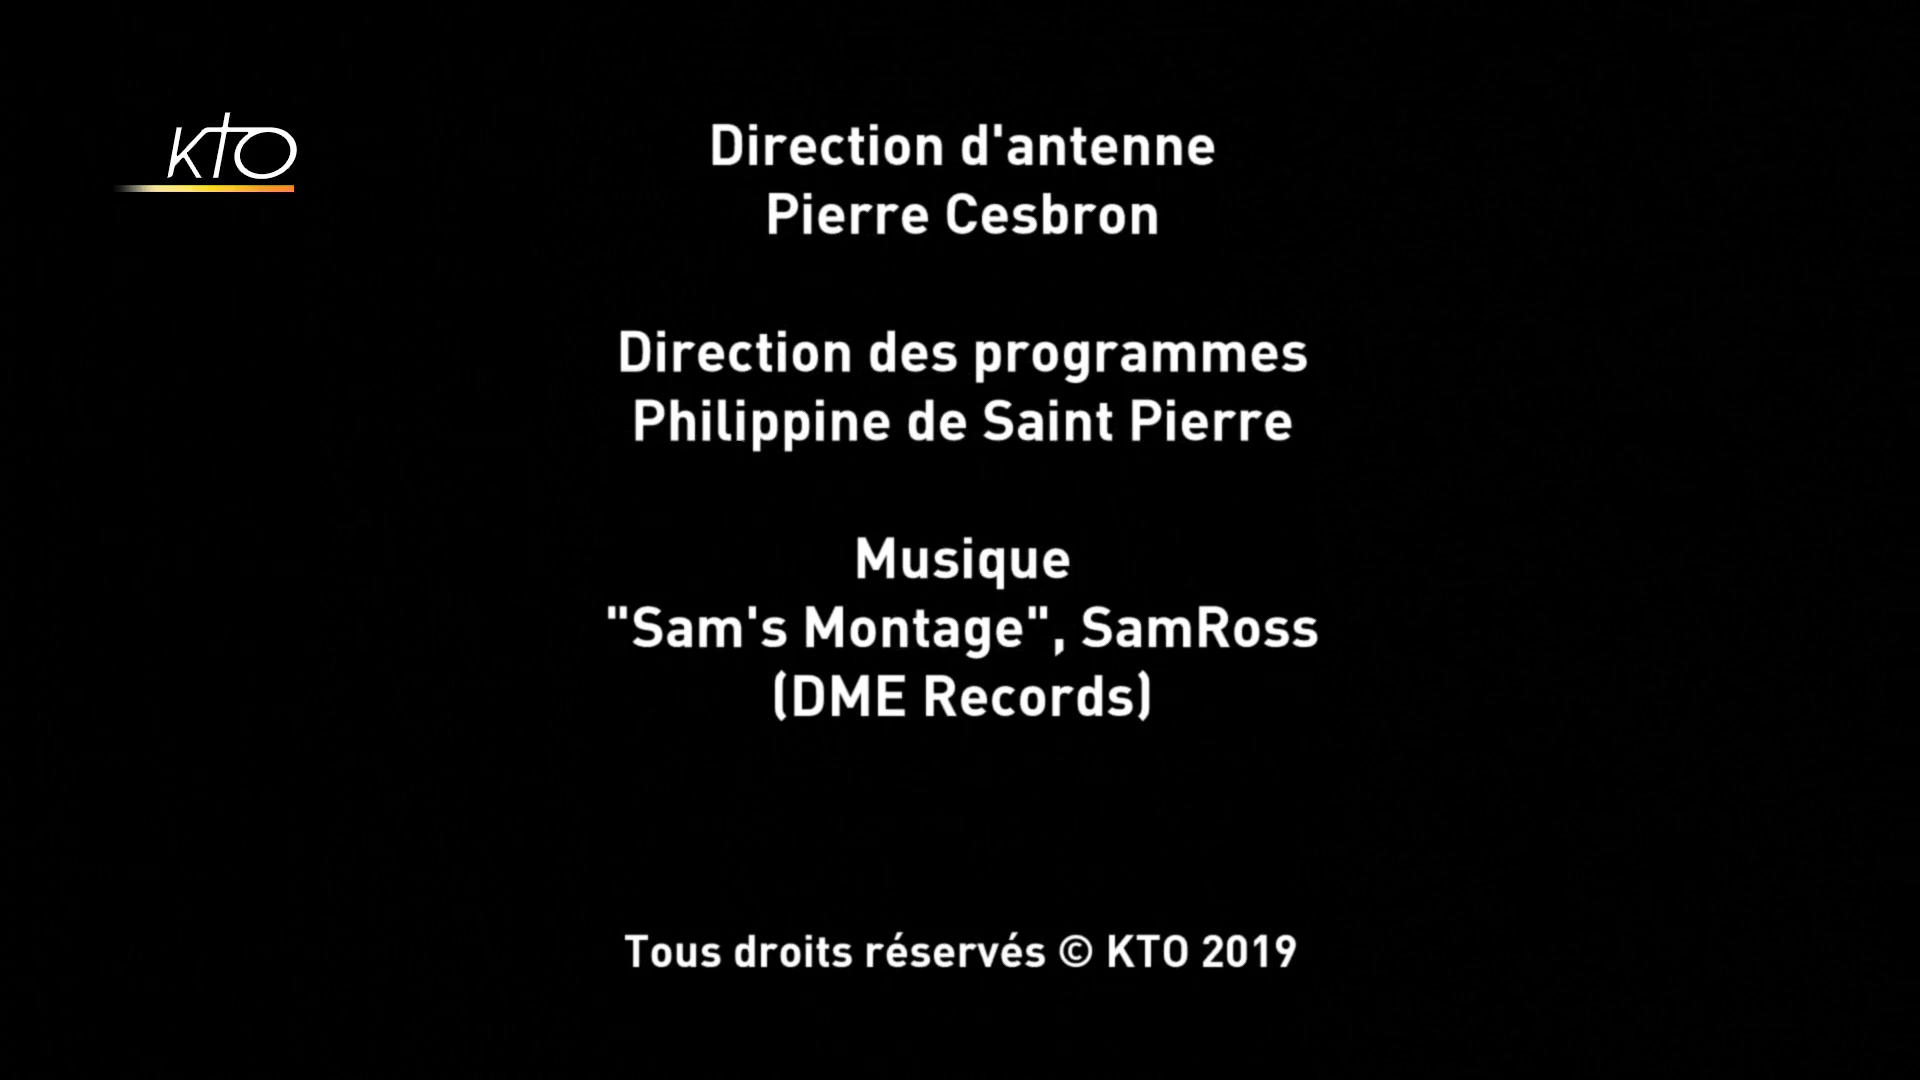 KTO
Direction d'antenne
Pierre Cesbron
Direction des programmes
Philippine de Saint Pierre
Musique
"Sam's Montage", SamRoss
(DME Records)
Tous droits réservés © KTO 2019